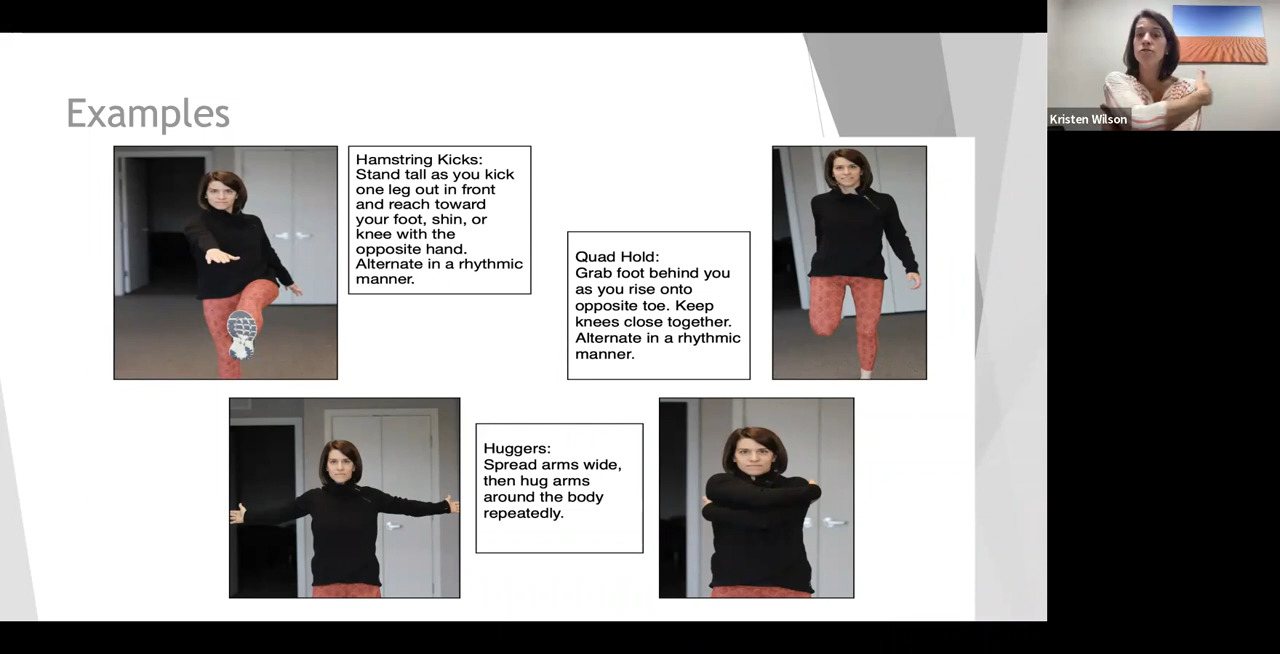 Examples
Hamstring Kicks:
Stand tall as you kick
one leg out in front
and reach toward
your foot, shin, or
knee with the
opposite hand.
Alternate in a rhythmic
manner.
Quad Hold:
Grab foot behind you
as you rise onto
opposite toe. Keep
knees close together.
Alternate in a rhythmic
manner.
Huggers:
Spread arms wide,
then hug arms
around the body
repeatedly.
Kristen Wilson